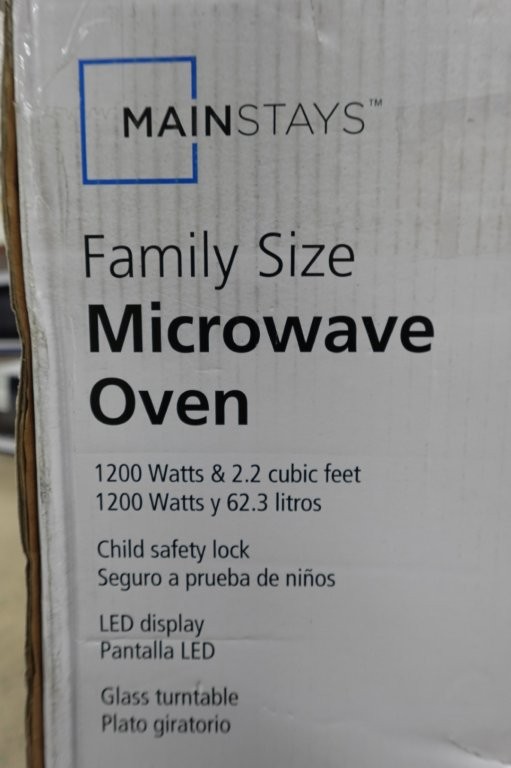 MAINSTAYS™
Family Size
Microwave
Oven
1200 Watts & 2.2 cubic feet
1200 Watts y 62.3 litros
Child safety lock
Seguro a prueba de niños
LED display
Pantalla LED
Glass turntable
Plato giratorio